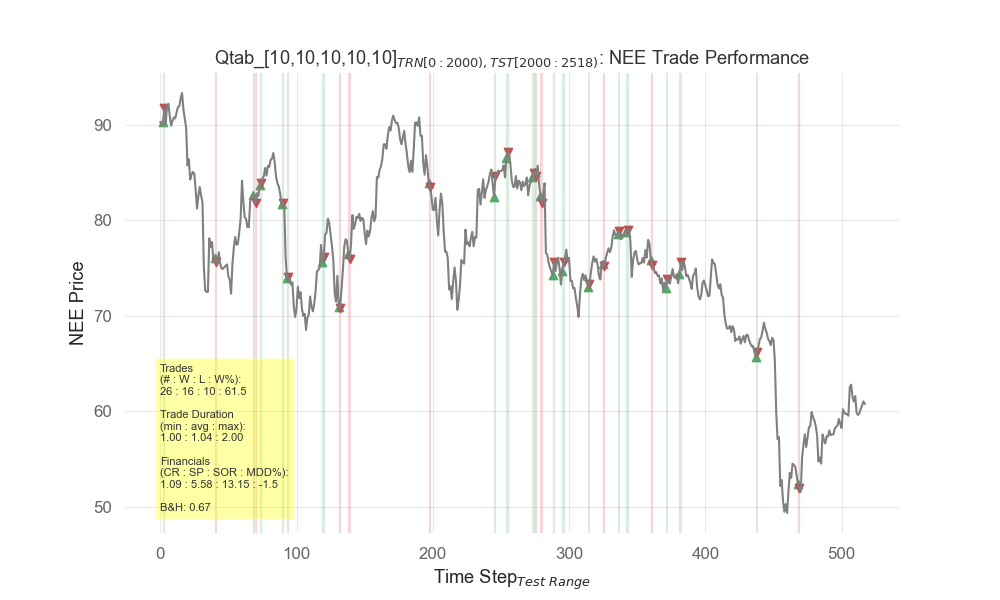 Qtab_[10,10,10,10,10]TRN[0 : 2000), TST[2000 : 2518): NEE Trade Performance
NEE Price
90
80
70
60
50
Trades
(# : W : L : W%):
26 : 16 : 10 : 61.5
Trade Duration
(min : avg : max):
1.00 : 1.04 : 2.00
Financials
(CR : SP : SOR : MDD%):
1.09 : 5.58 : 13.15 : -1.5
B&H: 0.67
0 100 200 300 400 500
Time StepTest Range